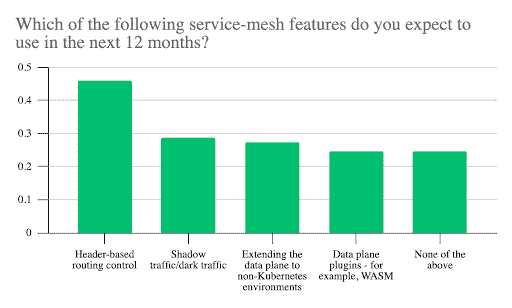 Which of the following service-mesh features do you expect to
use in the next 12 months?
0.5
0.4
0.3
0.2
0.1
0
Header-based
routing control
Shadow
traffic/dark traffic
Extending the
data plane to
non-Kubernetes
environments
Data plane
plugins - for
example, WASM
None of the
above